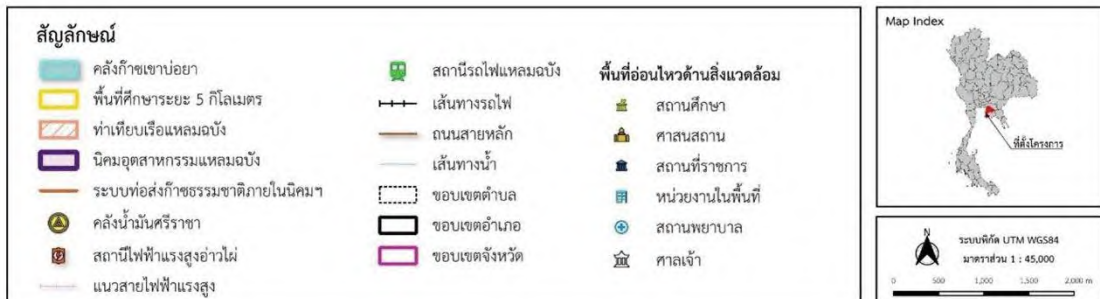 สัญลักษณ์
คลังก๊าซเขาบ่อยา
พื้นที่ศึกษาระยะ 5 กิโลเมตร
ท่าเทียบเรือแหลมฉบัง
นิคมอุตสาหกรรมแหลมฉบัง
ระบบท่อส่งก๊าซธรรมชาติภายในนิคมฯ
คลังน้ำมันศรีราชา
สถานีไฟฟ้าแรงสูงอ่าวไผ่
แนวสายไฟฟ้าแรงสูง
สถานีรถไฟแหลมฉบัง
เส้นทางรถไฟ
ถนนสายหลัก
เส้นทางน้ำ
ขอบเขตตำบล
ขอบเขตอำเภอ
ขอบเขตจังหวัด
พื้นที่อ่อนไหวด้านสิ่งแวดล้อม
สถานศึกษา
ศาสนสถาน
สถานที่ราชการ
หน่วยงานในพื้นที่
สถานพยาบาล
ศาลเจ้า
Map Index
ที่ตั้งโครงการ
N
ระบบพิกัด UTM WGS84
มาตราส่วน 1 : 45,000
0 500 1,000 1,500 2,000 m